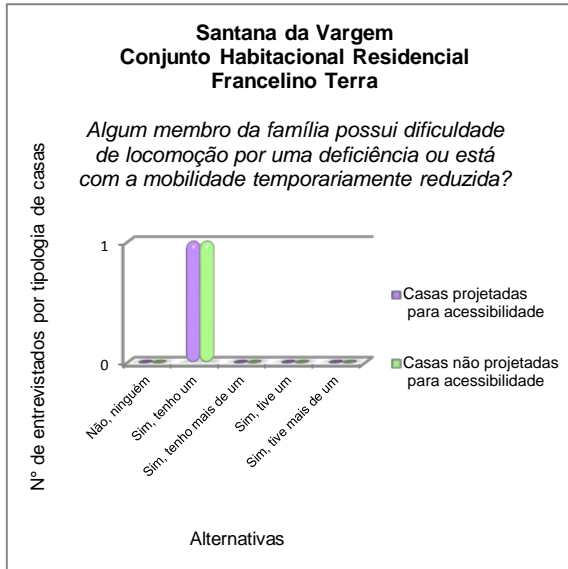 Santana da Vargem
Conjunto Habitacional Residencial
Francelino Terra
Algum membro da família possui dificuldade
de locomoção por uma deficiência ou está
com a mobilidade temporariamente reduzida?
N° de entrevistados por tipologia de casas
1
0
Não, ninguém
Sim, tenho um
Sim, tenho mais de um
Sim, tive um
Sim, tive mais de um
Casas projetadas
para acessibilidade
Casas não projetadas
para acessibilidade
Alternativas